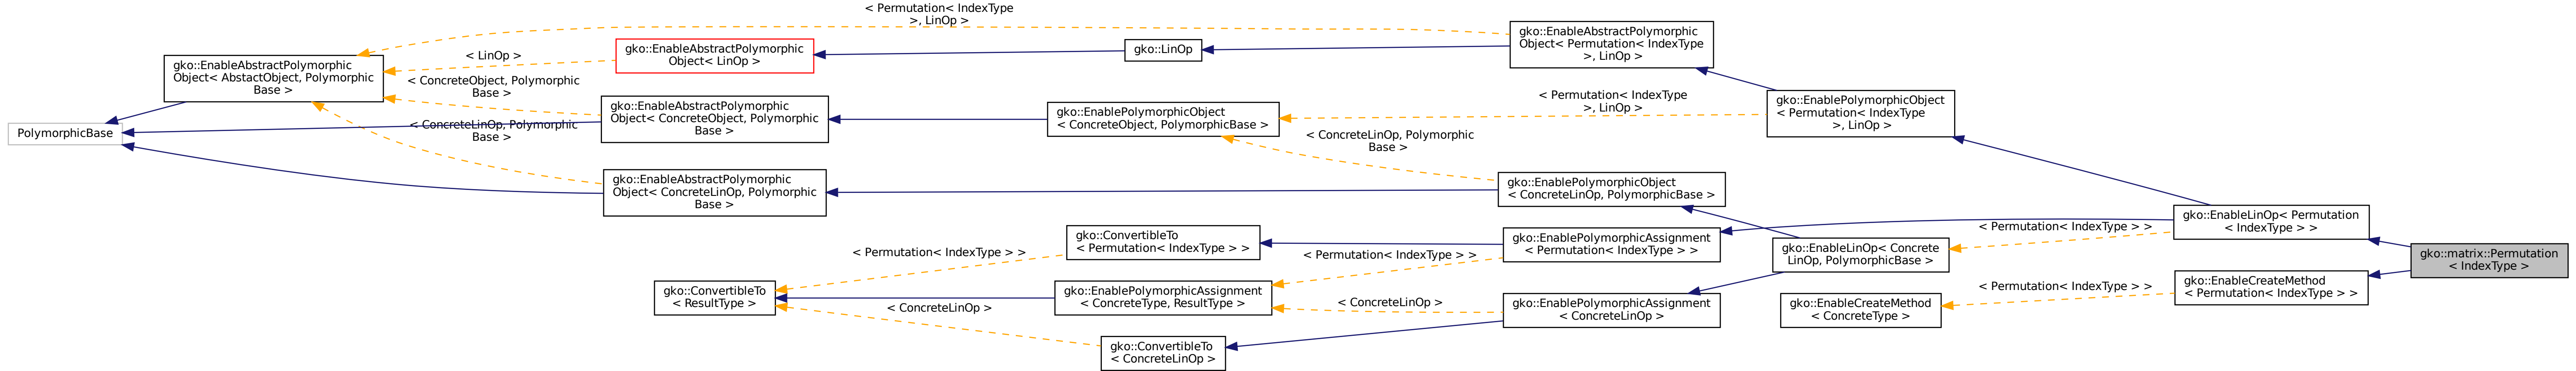 PolymorphicBase
gko::EnableAbstractPolymorphic
Object< AbstactObject, Polymorphic
Base >
< Permutation< IndexType
>, LinOp >
< LinOp >
< ConcreteObject, Polymorphic
Base >
< ConcreteLinOp, Polymorphic
Base >
gko::EnableAbstractPolymorphic
Object< LinOp >
gko::EnableAbstractPolymorphic
Object< ConcreteObject, Polymorphic
Base >
gko::EnableAbstractPolymorphic
Object< ConcreteLinOp, Polymorphic
Base >
gko::ConvertibleTo
< ResultType >
< Permutation< IndexType > >
< ConcreteLinOp >
gko::LinOp
gko::EnablePolymorphicObject
< ConcreteObject, PolymorphicBase >
gko::ConvertibleTo
< Permutation< IndexType > >
gko::EnablePolymorphicAssignment
< ConcreteType, ResultType >
gko::ConvertibleTo
< ConcreteLinOp >
< Permutation< IndexType
>, LinOp >
< ConcreteLinOp, Polymorphic
Base >
< Permutation< IndexType > >
< ConcreteLinOp >
gko::EnableAbstractPolymorphic
Object< Permutation< IndexType
>, LinOp >
gko::EnablePolymorphicObject
< ConcreteLinOp, PolymorphicBase >
gko::EnablePolymorphicAssignment
< Permutation< IndexType > >
gko::EnablePolymorphicAssignment
< ConcreteLinOp >
gko::EnablePolymorphicObject
< Permutation< IndexType
>, LinOp >
gko::EnableLinOp< Concrete
LinOp, PolymorphicBase >
gko::EnableCreateMethod
< ConcreteType >
< Permutation< IndexType > >
< Permutation< IndexType > >
gko::EnableLinOp< Permutation
< IndexType > >
gko::EnableCreateMethod
< Permutation< IndexType > >
gko::matrix::Permutation
< IndexType >